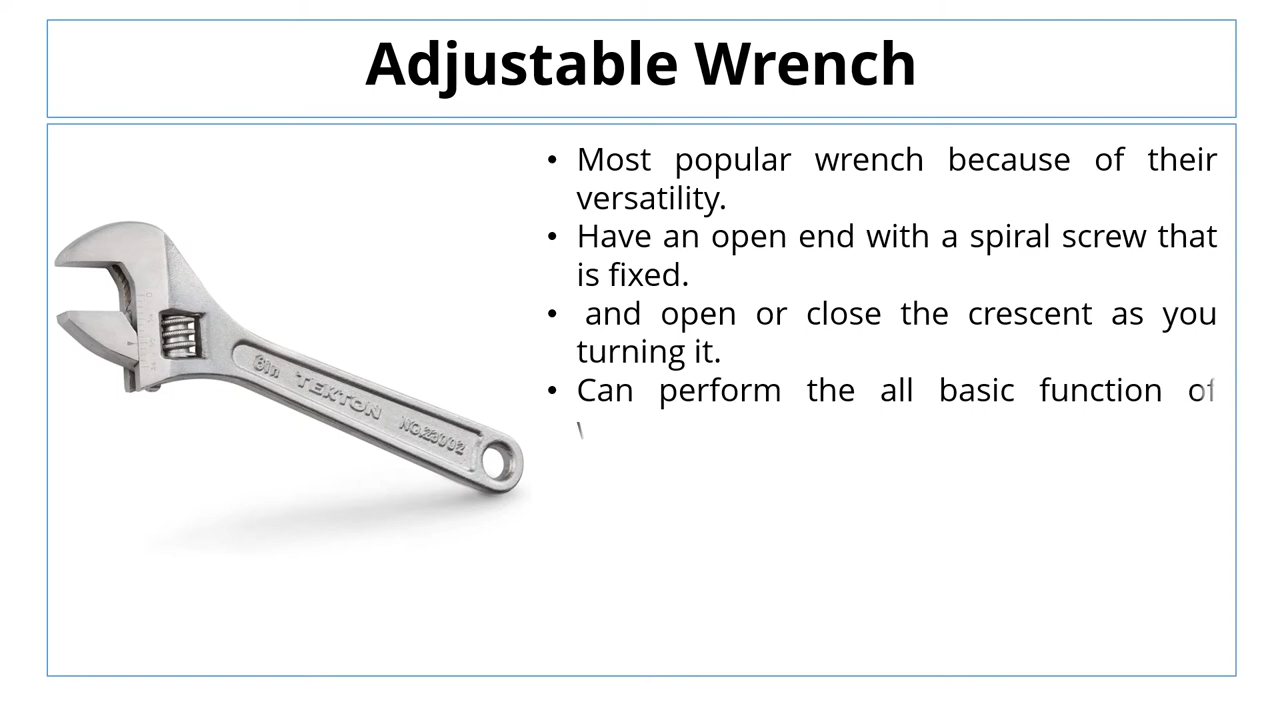 Adjustable Wrench
• Most popular wrench because of their
versatility.
• Have an open end with a spiral screw that
is fixed.
• and open or close the crescent as you
turning it.
• Can perform the all basic function of
6in TEKTON NO.23002